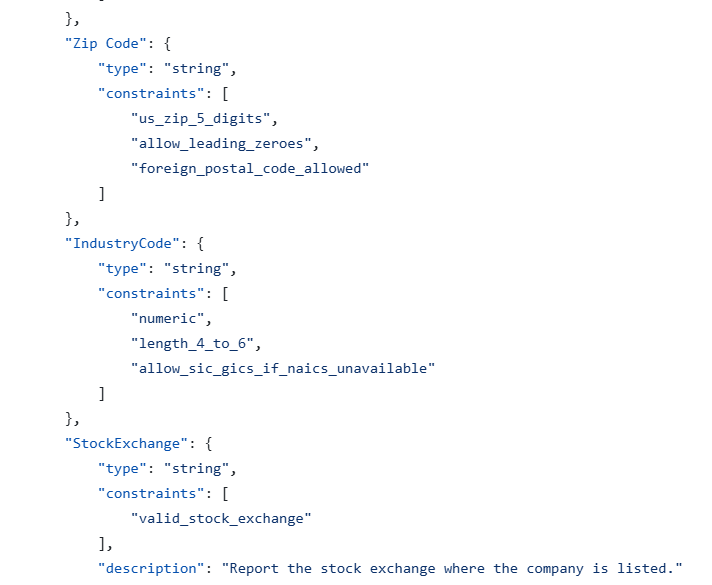 },
"Zip Code": {
"type": "string",
"constraints": [
"us_zip_5_digits",
"allow_leading_zeroes",
"foreign_postal_code_allowed"
]
},
"IndustryCode": {
"type": "string",
"constraints": [
"numeric",
"length_4_to_6",
"allow_sic_gics_if_naics_unavailable"
]
},
"StockExchange": {
"type": "string",
"constraints": [
"valid_stock_exchange"
],
"description": "Report the stock exchange where the company is listed."